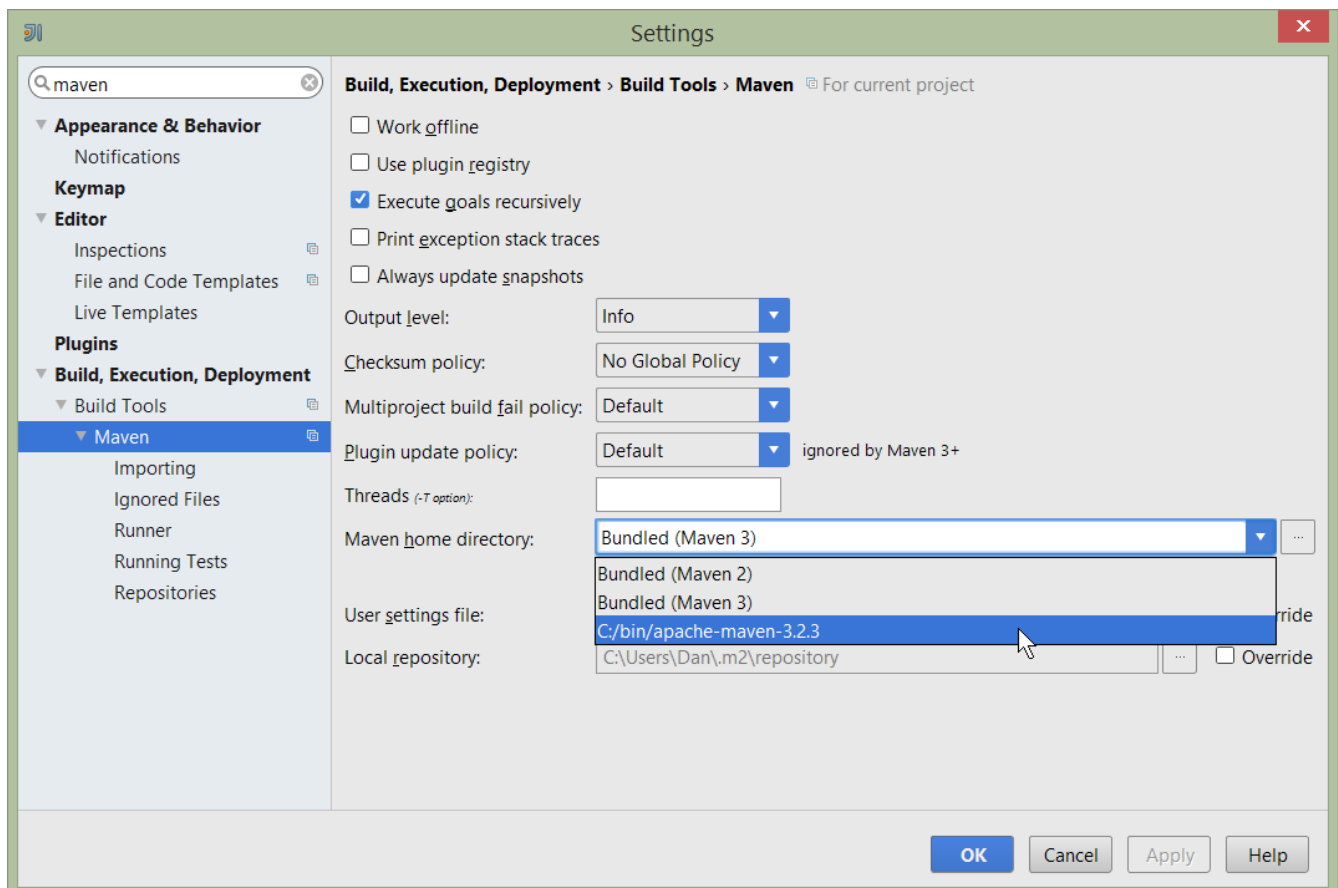 Settings
maven
Appearance & Behavior
Notifications
Keymap
Editor
Inspections
File and Code Templates
Live Templates
Plugins
Build, Execution, Deployment
Build Tools
Maven
Importing
Ignored Files
Runner
Running Tests
Repositories
Build, Execution, Deployment › Build Tools › Maven For current project
Work offline
Use plugin registry
Execute goals recursively
Print exception stack traces
Always update snapshots
Output level: Info
Checksum policy: No Global Policy
Multiproject build fail policy: Default
Plugin update policy: Default ignored by Maven 3+
Threads (-T option):
Maven home directory: Bundled (Maven 3) ...
Bundled (Maven 2)
Bundled (Maven 3)
User settings file:
C:/bin/apache-maven-3.2.3
Local repository: C:\Users\Dan\.m2\repository ... Override
OK Cancel Apply Help